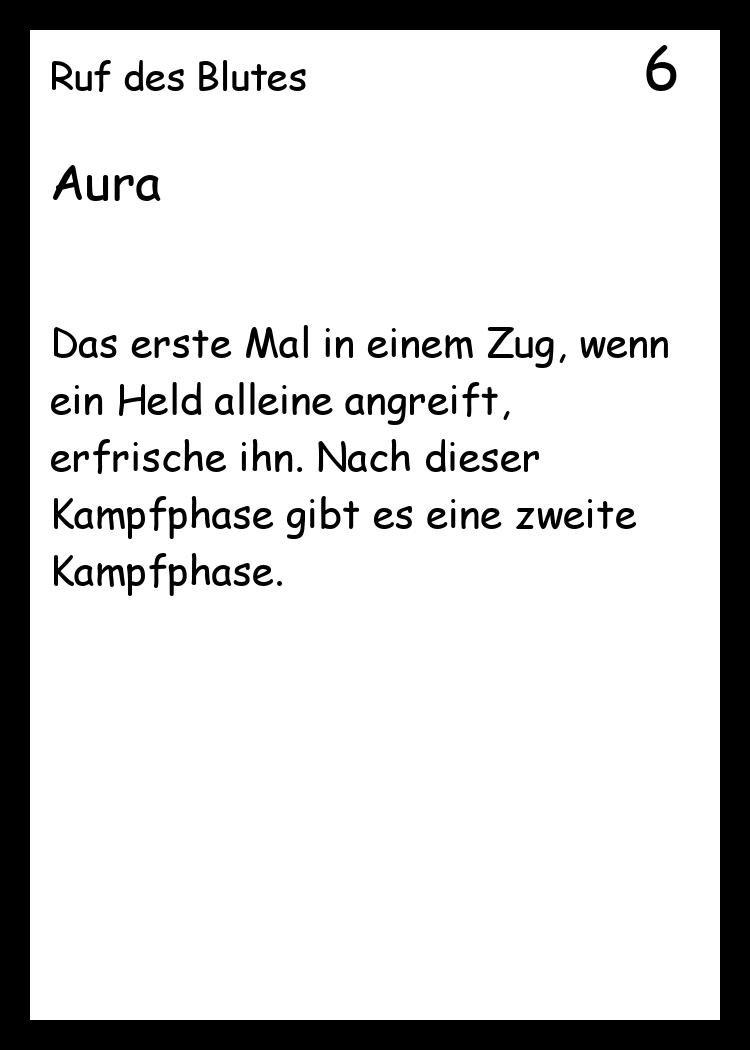 Ruf des Blutes 6
Aura
Das erste Mal in einem Zug, wenn
ein Held alleine angreift,
erfrische ihn. Nach dieser
Kampfphase gibt es eine zweite
Kampfphase.